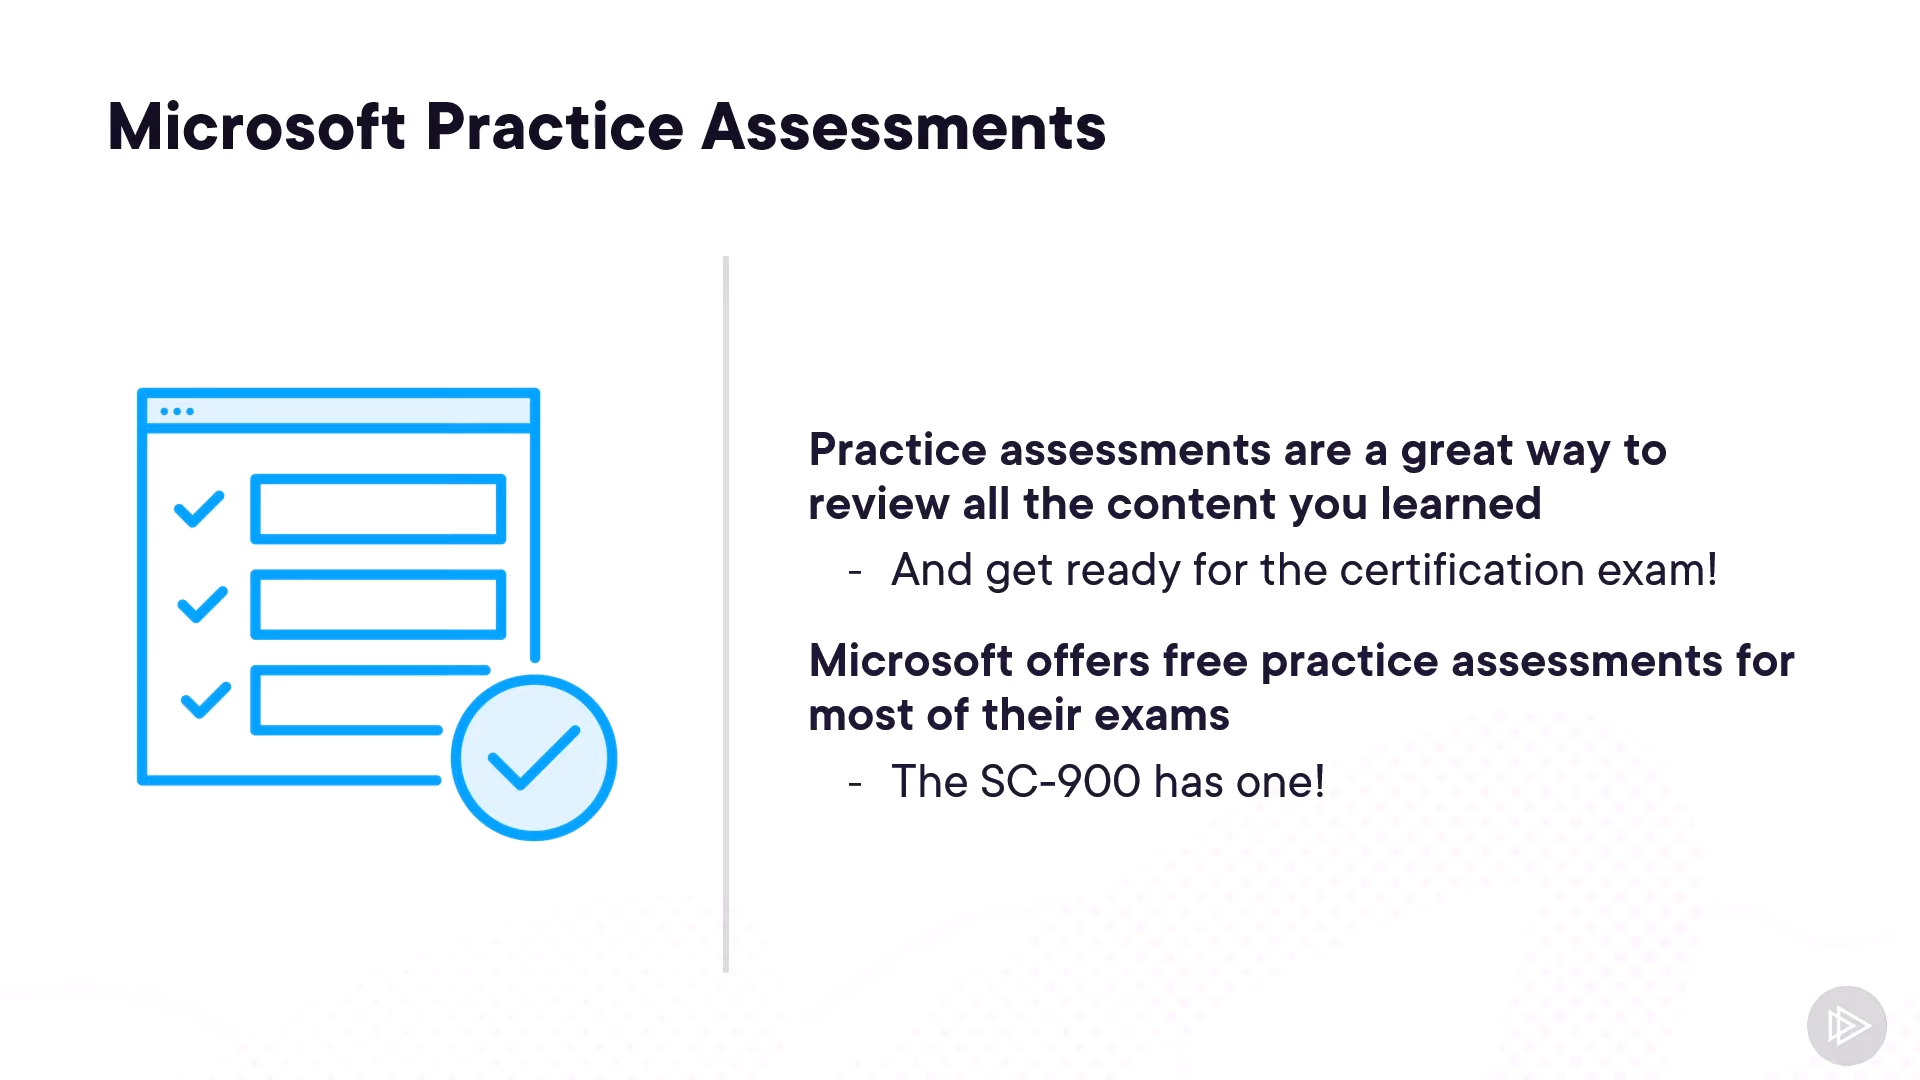 Microsoft Practice Assessments
Practice assessments are a great way to
review all the content you learned
- And get ready for the certification exam!
Microsoft offers free practice assessments for
most of their exams
- The SC-900 has one!